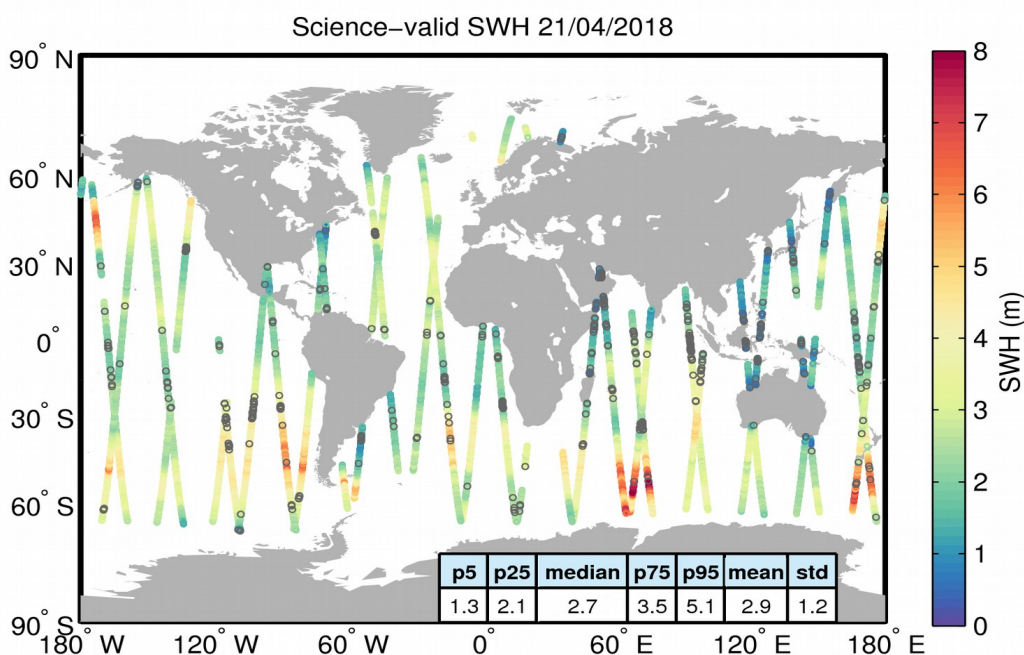 Science−valid SWH 21/04/2018
90° N
60° N
30° N
0°
30° S
60° S
90° S
180° W
120° W
60° W
0°
60° E
120° E
180° E
p5 p25 median p75 p95 mean std
1.3 2.1 2.7 3.5 5.1 2.9 1.2
8
7
6
5
4
3
2
1
0
SWH (m)